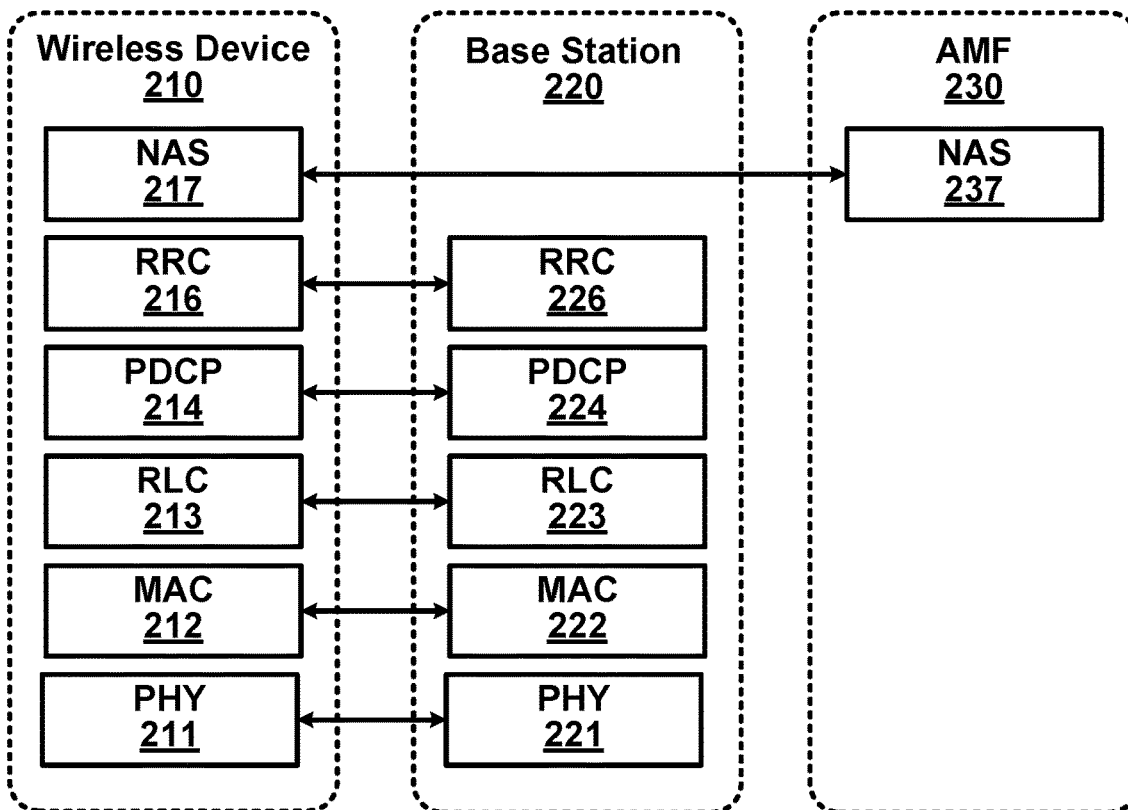 Wireless Device
210
Base Station
220
AMF
230
NAS
217
NAS
237
RRC
216
RRC
226
PDCP
214
PDCP
224
RLC
213
RLC
223
MAC
212
MAC
222
PHY
211
PHY
221